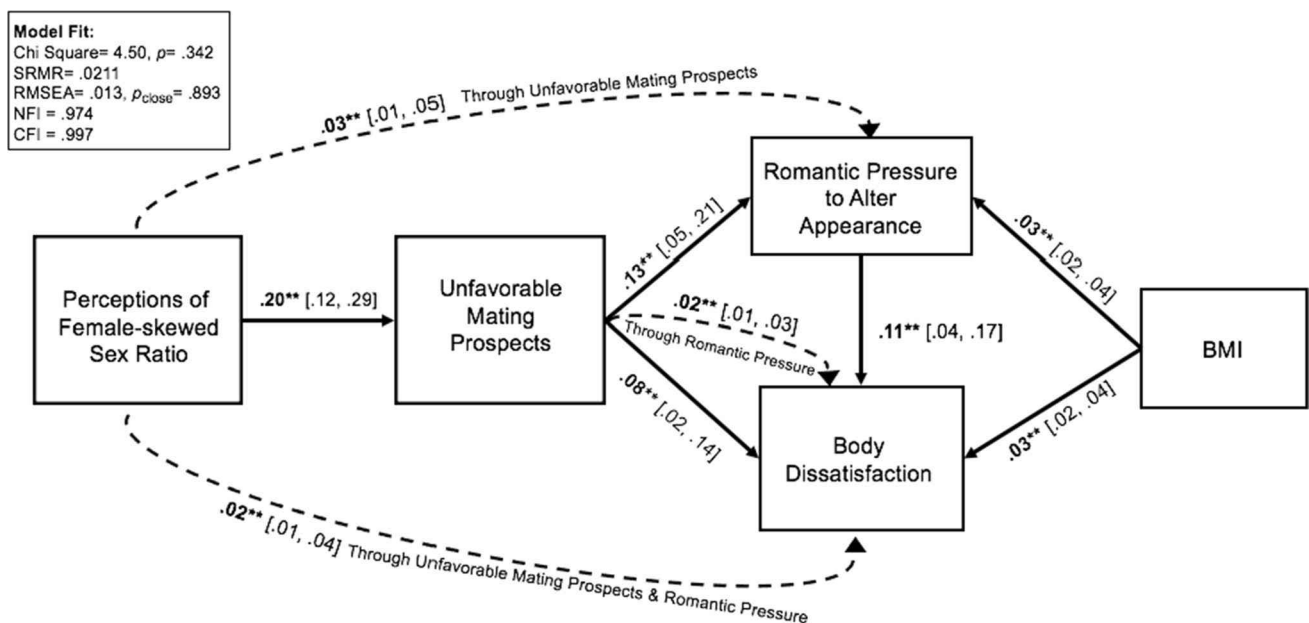 Model Fit:
Chi Square= 4.50, p= .342
SRMR= .0211
RMSEA= .013, pclose= .893
NFI = .974
CFI = .997
.03** [.01, .05] Through Unfavorable Mating Prospects
Romantic Pressure
to Alter
Appearance
Perceptions of
Female-skewed
Sex Ratio
.20** [.12, .29]
Unfavorable
Mating
Prospects
.13** [.05, .21]
.03** [.02, .04]
.02** [.01, .03]
Through Romantic Pressure
.11** [.04, .17]
BMI
.08** [.02, .14]
.03** [.02, .04]
Body
Dissatisfaction
.02** [.01, .04] Through Unfavorable Mating Prospects & Romantic Pressure